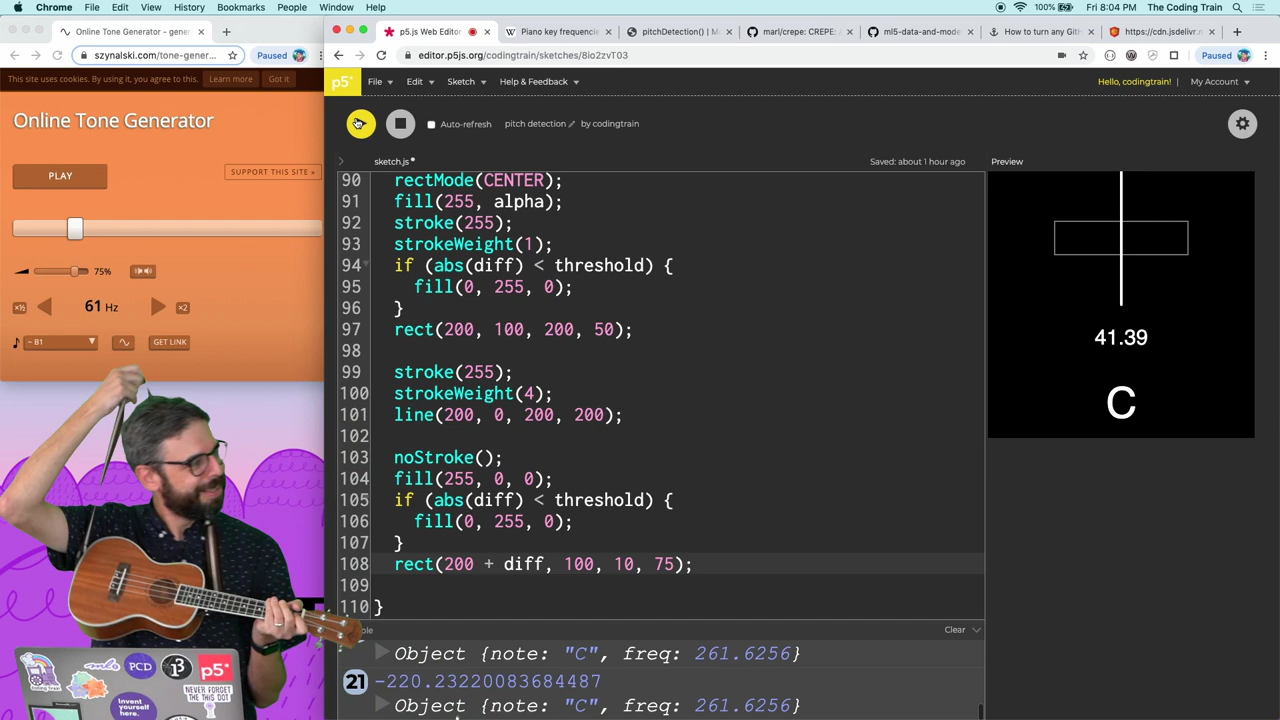 Chrome File Edit View History Bookmarks People Window Help
100% Fri 8:04 PM The Coding Train
Online Tone Generator - gener
szynalski.com/tone-gener...
Paused
This site uses cookies. By using it, you agree to this.
Learn more
Got it
Online Tone Generator
PLAY
SUPPORT THIS SITE »
75%
×½
61 Hz
×2
~ B1
GET LINK
p5.js Web Editor
Piano key frequencie
pitchDetection() | M
marl/crepe: CREPE:
ml5-data-and-mode
How to turn any Gith
https://cdn.jsdelivr.n
editor.p5js.org/codingtrain/sketches/8io2zvT03
Paused
p5*
File Edit Sketch Help & Feedback
Hello, codingtrain!
My Account
Auto-refresh
pitch detection
by codingtrain
sketch.js
Saved: about 1 hour ago
Preview
90 rectMode(CENTER);
91 fill(255, alpha);
92 stroke(255);
93 strokeWeight(1);
94 if (abs(diff) < threshold) {
95 fill(0, 255, 0);
96 }
97 rect(200, 100, 200, 50);
98
99 stroke(255);
100 strokeWeight(4);
101 line(200, 0, 200, 200);
102
103 noStroke();
104 fill(255, 0, 0);
105 if (abs(diff) < threshold) {
106 fill(0, 255, 0);
107 }
108 rect(200 + diff, 100, 10, 75);
109
110 }
41.39
C
Clear
Object {note: "C", freq: 261.6256}
21 -220.23220083684487
Object {note: "C", freq: 261.6256}
PCD
p5*
Invent yourself here.
NEVER FORGET THE THIS DOT